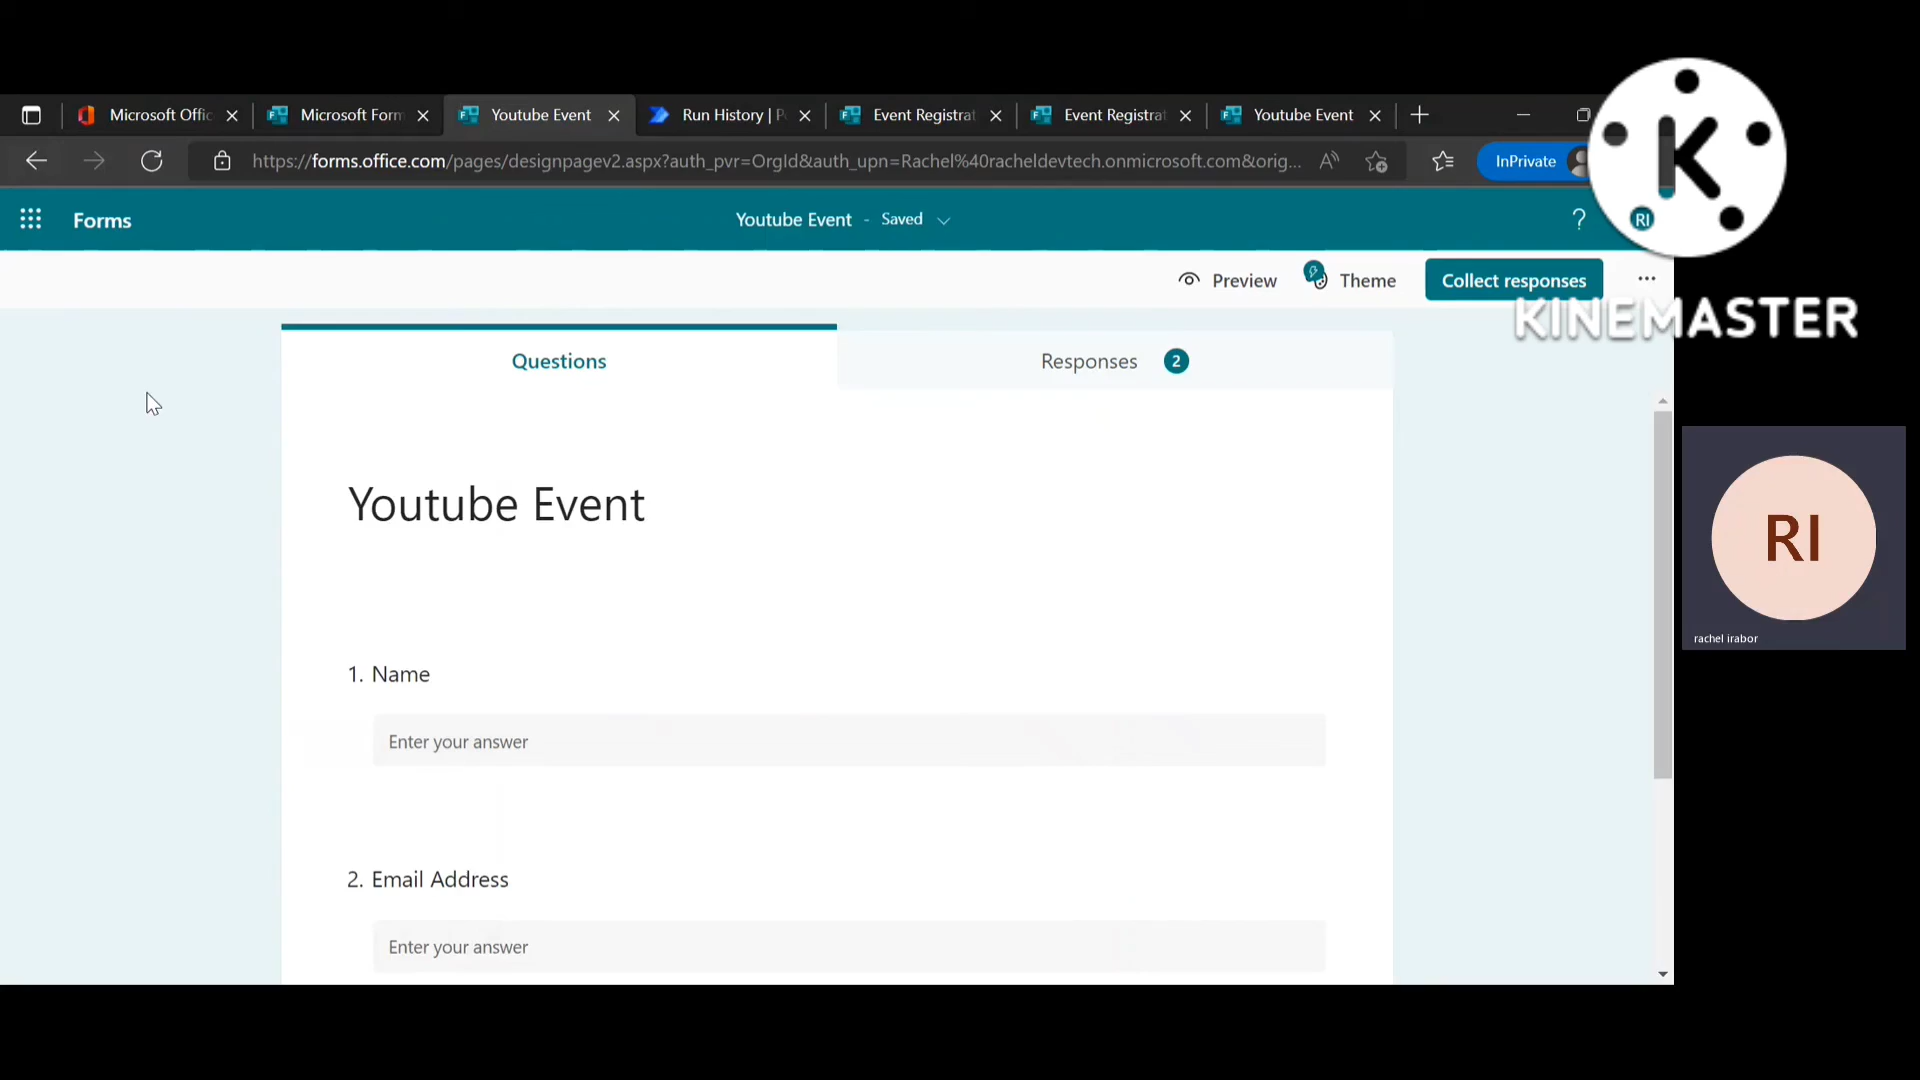 Microsoft Offic
Microsoft Form
Youtube Event
Run History | P
Event Registrat
Event Registrat
Youtube Event
https://forms.office.com/pages/designpagev2.aspx?auth_pvr=OrgId&auth_upn=Rachel%40racheldevtech.onmicrosoft.com&orig...
InPrivate
Forms
Youtube Event - Saved
?
RI
K
KINEMASTER
Preview
Theme
Collect responses
Questions
Responses 2
Youtube Event
1. Name
Enter your answer
2. Email Address
Enter your answer
RI
rachel irabor